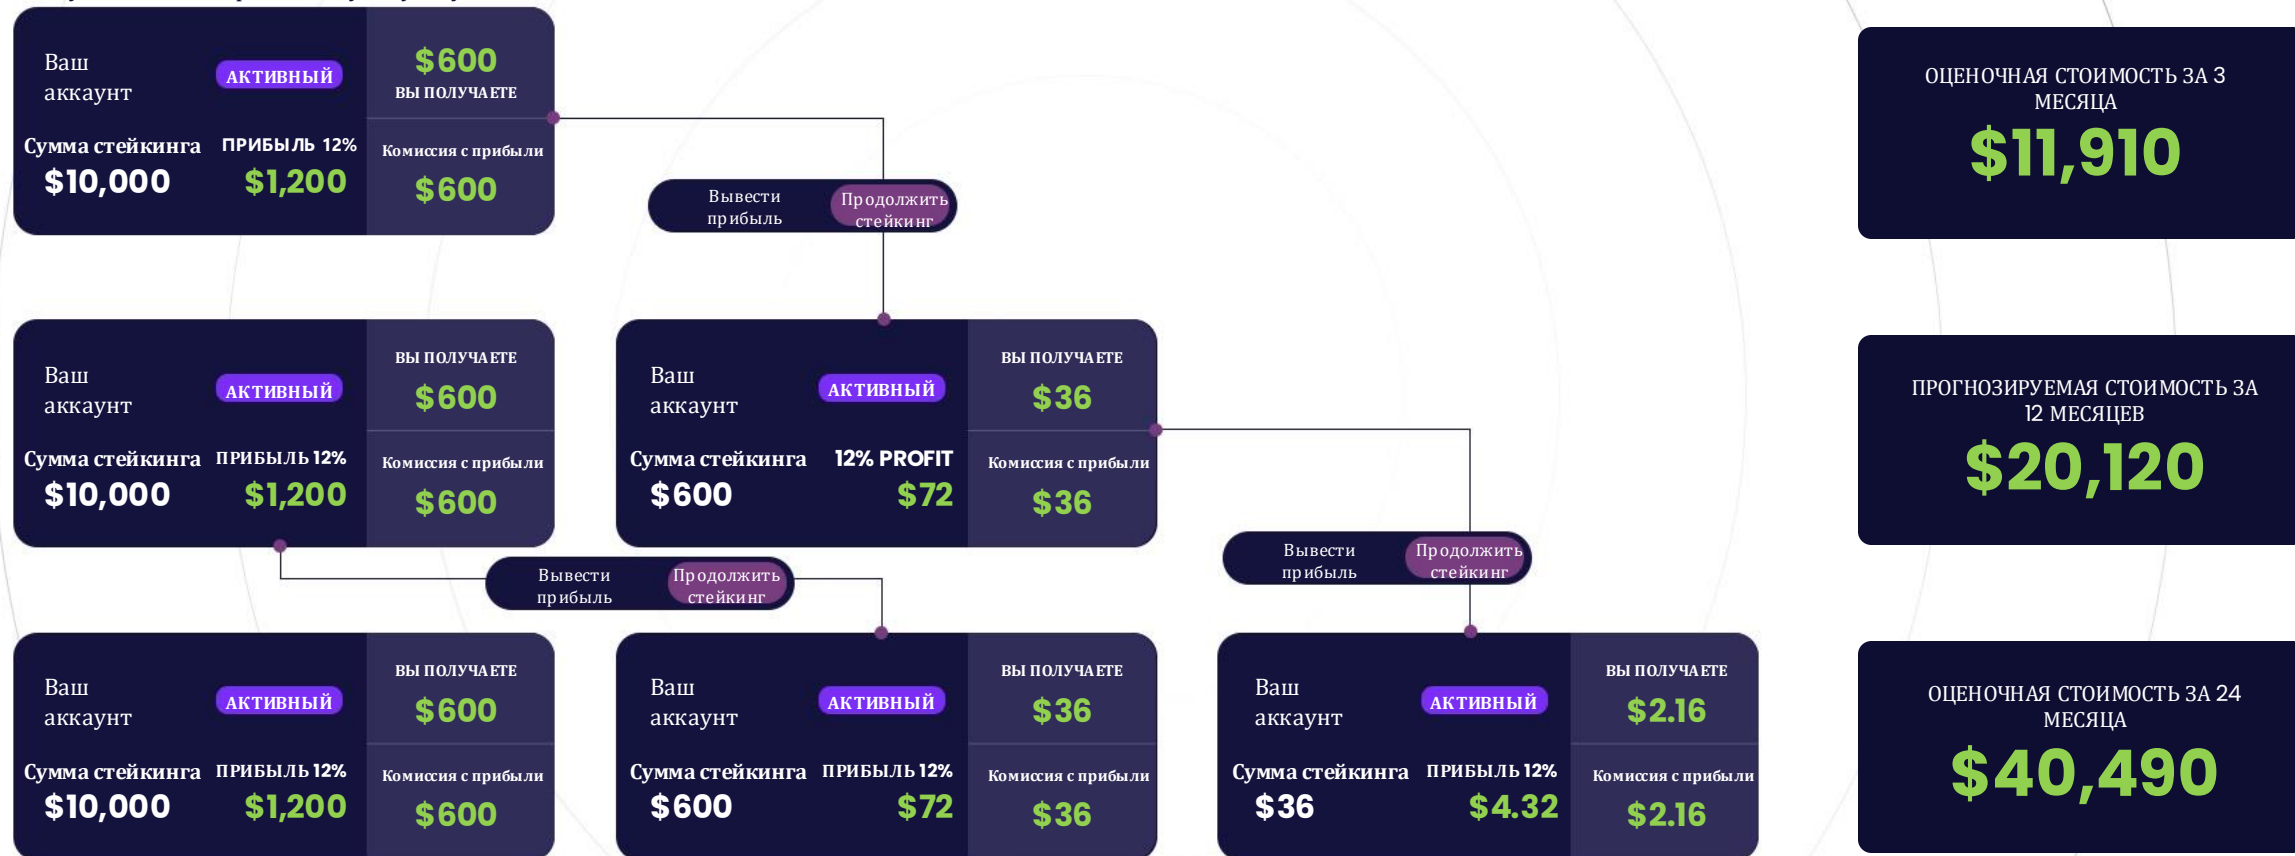 Ваш
аккаунт
АКТИВНЫЙ
$600
ВЫ ПОЛУЧАЕТЕ
Сумма стейкинга
$10,000
ПРИБЫЛЬ 12%
$1,200
Комиссия с прибыли
$600
Вывести
прибыль
Продолжить
стейкинг
ОЦЕНОЧНАЯ СТОИМОСТЬ ЗА 3
МЕСЯЦА
$11,910
Ваш
аккаунт
АКТИВНЫЙ
ВЫ ПОЛУЧАЕТЕ
$600
Сумма стейкинга
$10,000
ПРИБЫЛЬ 12%
$1,200
Комиссия с прибыли
$600
Ваш
аккаунт
АКТИВНЫЙ
ВЫ ПОЛУЧАЕТЕ
$36
Сумма стейкинга
$600
12% PROFIT
$72
Комиссия с прибыли
$36
ПРОГНОЗИРУЕМАЯ СТОИМОСТЬ ЗА
12 МЕСЯЦЕВ
$20,120
Вывести
прибыль
Продолжить
стейкинг
Вывести
прибыль
Продолжить
стейкинг
Ваш
аккаунт
АКТИВНЫЙ
ВЫ ПОЛУЧАЕТЕ
$600
Сумма стейкинга
$10,000
ПРИБЫЛЬ 12%
$1,200
Комиссия с прибыли
$600
Ваш
аккаунт
АКТИВНЫЙ
ВЫ ПОЛУЧАЕТЕ
$36
Сумма стейкинга
$600
ПРИБЫЛЬ 12%
$72
Комиссия с прибыли
$36
Ваш
аккаунт
АКТИВНЫЙ
ВЫ ПОЛУЧАЕТЕ
$2.16
Сумма стейкинга
$36
ПРИБЫЛЬ 12%
$4.32
Комиссия с прибыли
$2.16
ОЦЕНОЧНАЯ СТОИМОСТЬ ЗА 24
МЕСЯЦА
$40,490